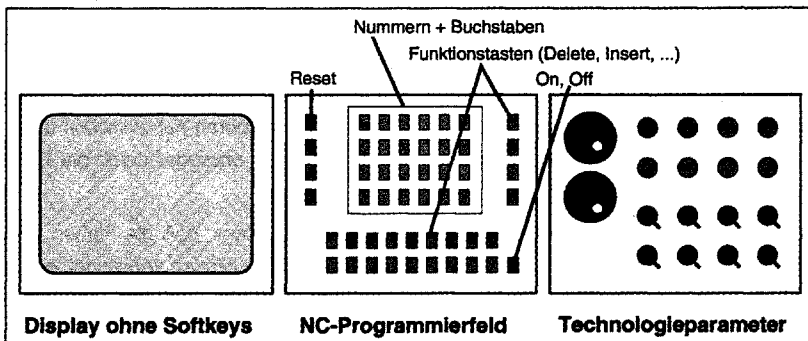 Nummern + Buchstaben
Funktionstasten (Delete, Insert, ...)
Reset
On, Off
Display ohne Softkeys
NC-Programmierfeld
Technologieparameter